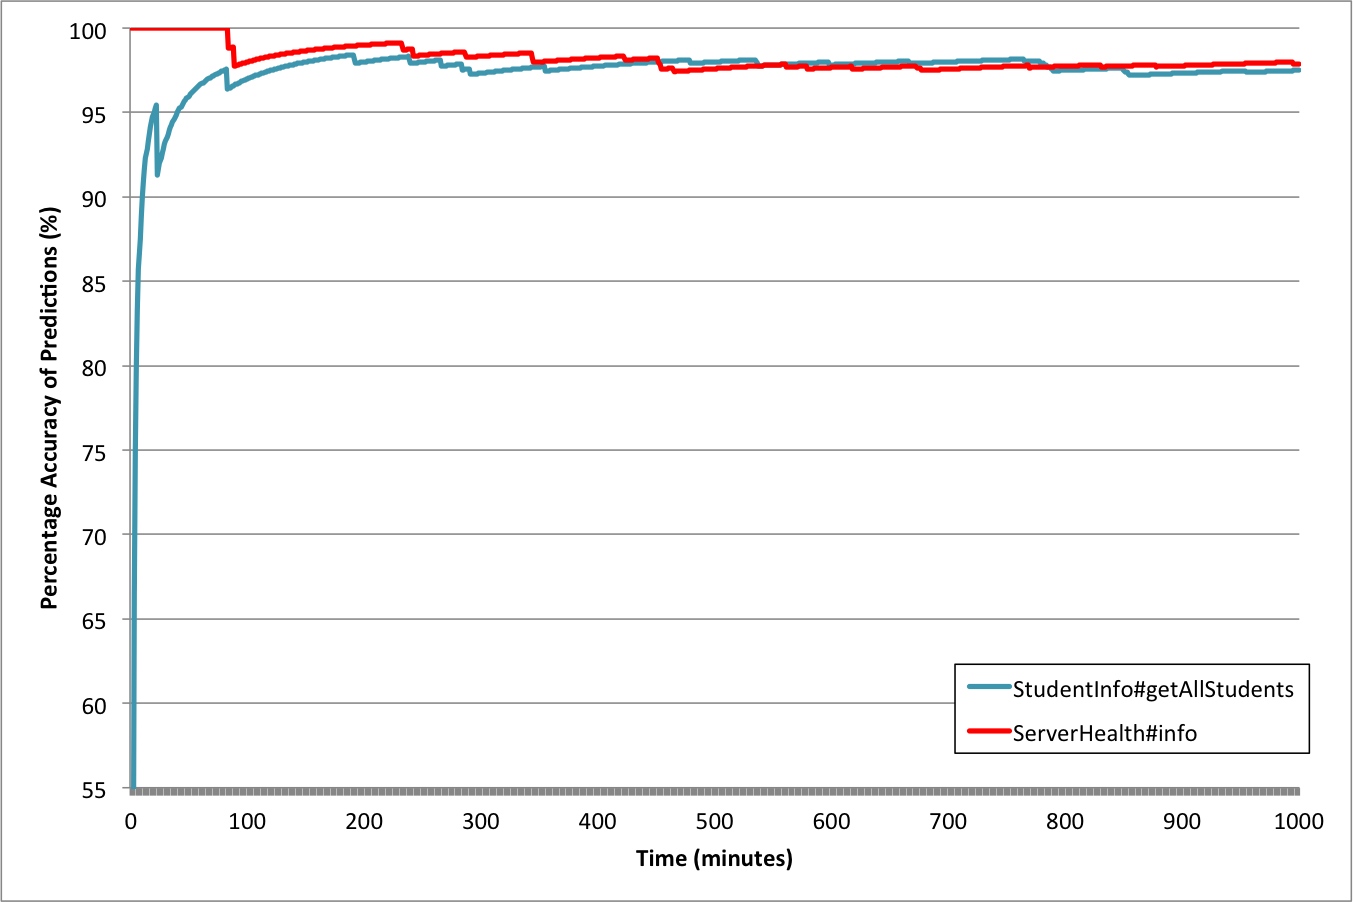 100
95
90
85
80
75
70
65
60
55
Percentage Accuracy of Predictions (%)
StudentInfo#getAllStudents
ServerHealth#info
0 100 200 300 400 500 600 700 800 900 1000
Time (minutes)